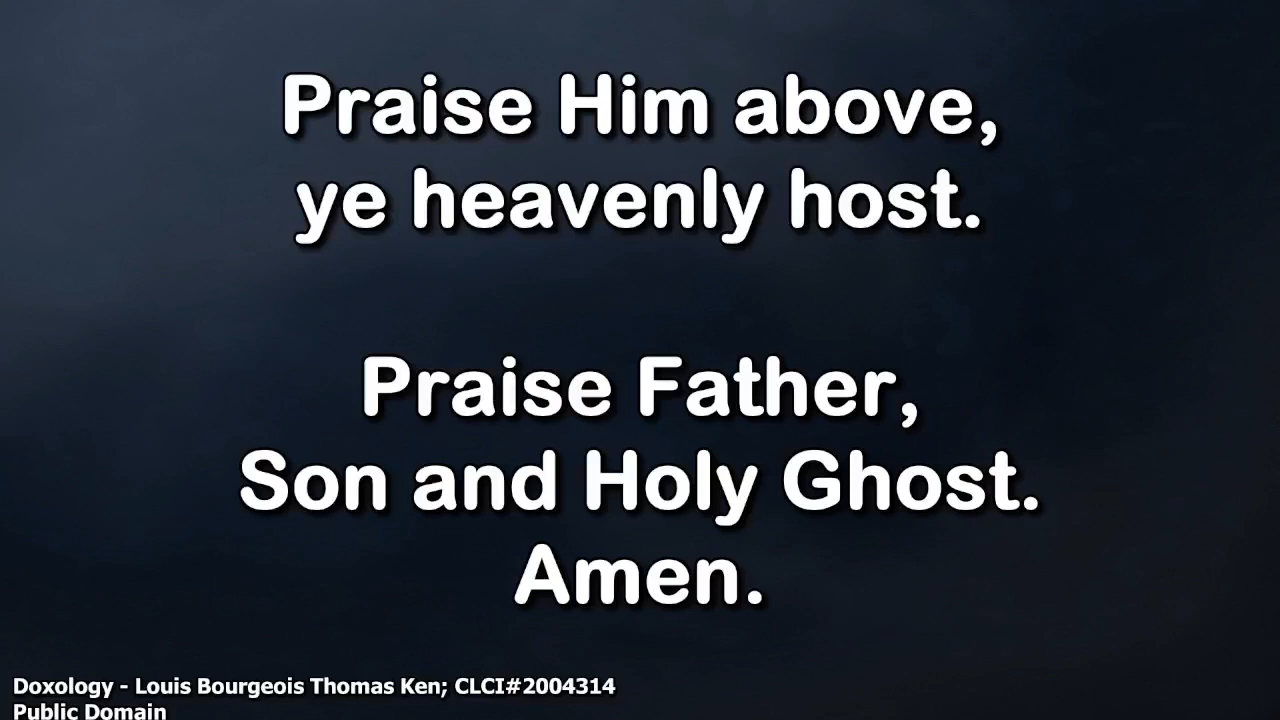 Praise Him above,
ye heavenly host.
Praise Father,
Son and Holy Ghost.
Amen.
Doxology - Louis Bourgeois Thomas Ken; CLCI#2004314
Public Domain